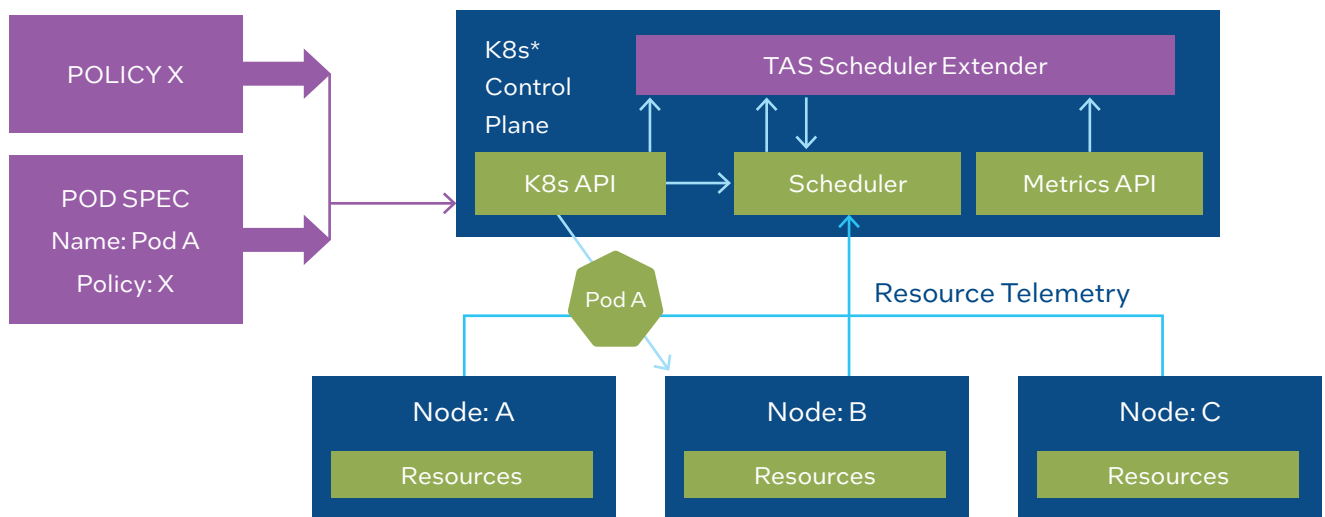 POLICY X
POD SPEC
Name: Pod A
Policy: X
K8s*
Control
Plane
TAS Scheduler Extender
K8s API
Scheduler
Metrics API
Pod A
Resource Telemetry
Node: A
Resources
Node: B
Resources
Node: C
Resources